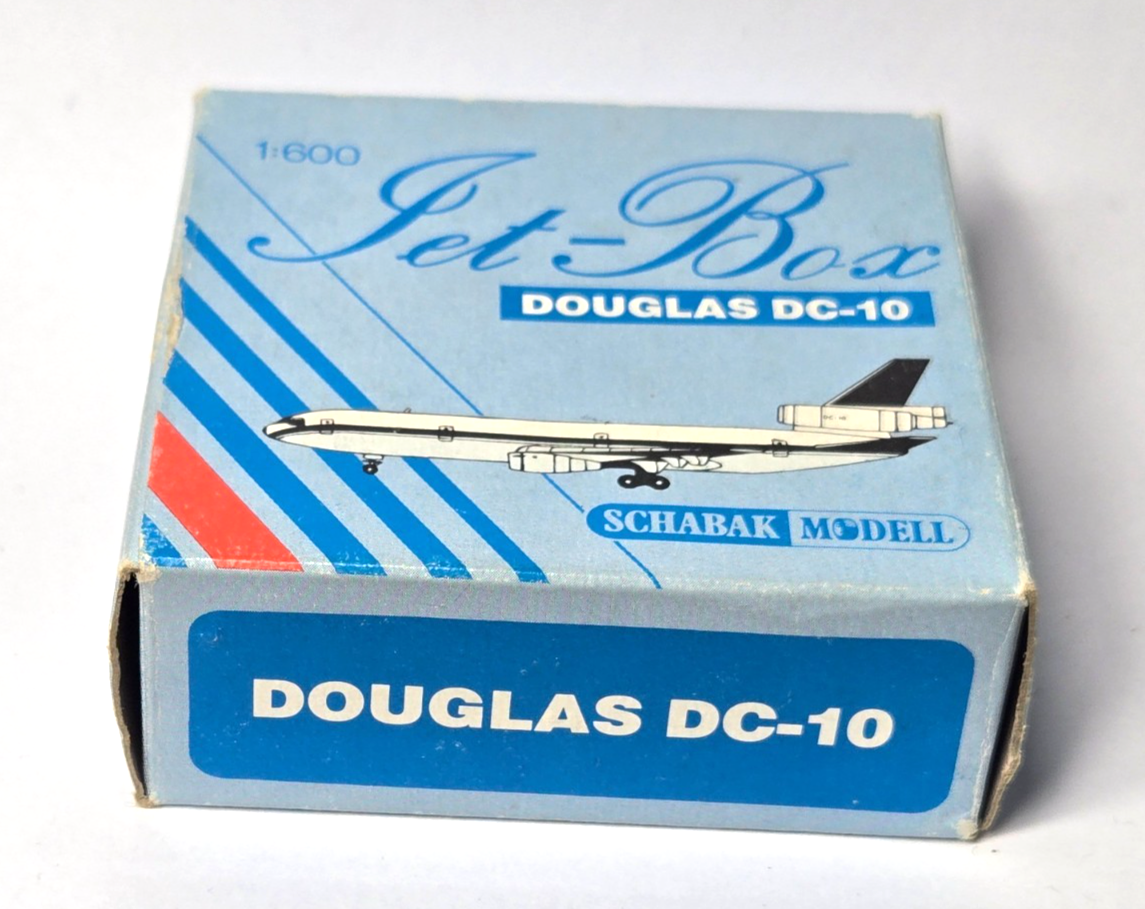 1:600
Jet-Box
DOUGLAS DC-10
SCHABAK MODELL
DOUGLAS DC-10